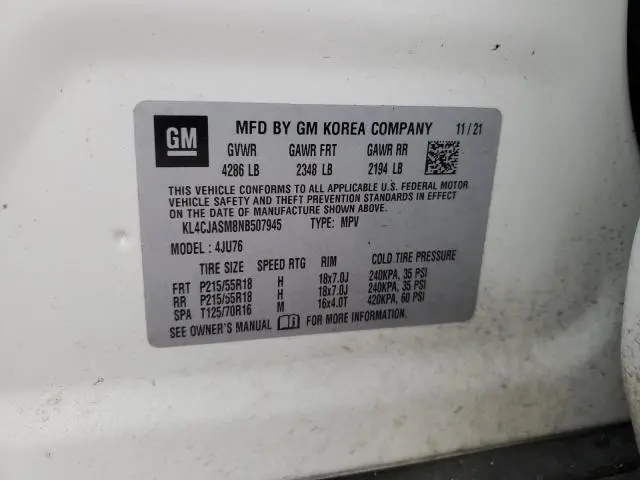 GM MFD BY GM KOREA COMPANY 11/21
GVWR GAWR FRT GAWR RR
4286 LB 2348 LB 2194 LB
THIS VEHICLE CONFORMS TO ALL APPLICABLE U.S. FEDERAL MOTOR
VEHICLE SAFETY AND THEFT PREVENTION STANDARDS IN EFFECT
ON THE DATE OF MANUFACTURE SHOWN ABOVE.
KL4CJASM8NB507945 TYPE: MPV
MODEL: 4JU76
TIRE SIZE SPEED RTG RIM COLD TIRE PRESSURE
FRT P215/55R18 H 18x7.0J 240KPA, 35 PSI
RR P215/55R18 H 18x7.0J 240KPA, 35 PSI
SPA T125/70R16 M 16x4.0T 420KPA, 60 PSI
SEE OWNER'S MANUAL FOR MORE INFORMATION.